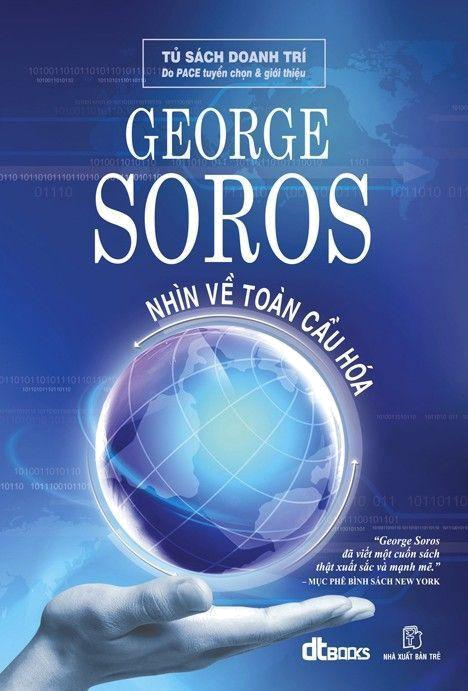 TỦ SÁCH DOANH TRÍ
Do PACE tuyển chọn & giới thiệu
GEORGE
SOROS
NHÌN VỀ TOÀN CẦU HÓA
“George Soros
đã viết một cuốn sách
thật xuất sắc và mạnh mẽ.”
– MỤC PHÊ BÌNH SÁCH NEW YORK
dtBOOKS
NHÀ XUẤT BẢN TRẺ